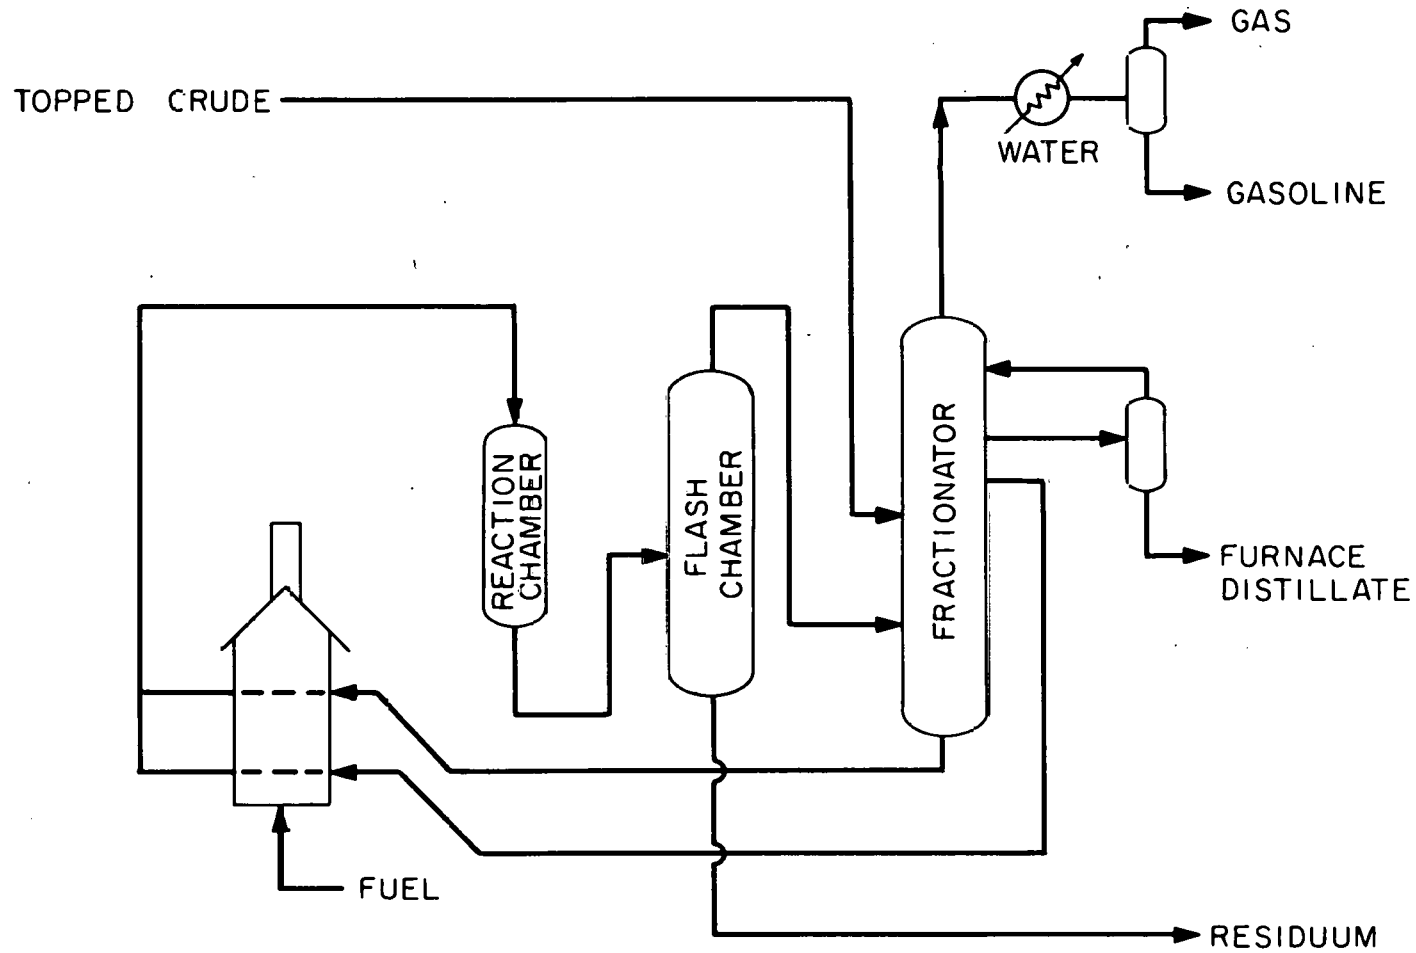 GAS
TOPPED CRUDE
WATER
GASOLINE
REACTION
CHAMBER
FLASH
CHAMBER
FRACTIONATOR
FURNACE
DISTILLATE
FUEL
RESIDUUM